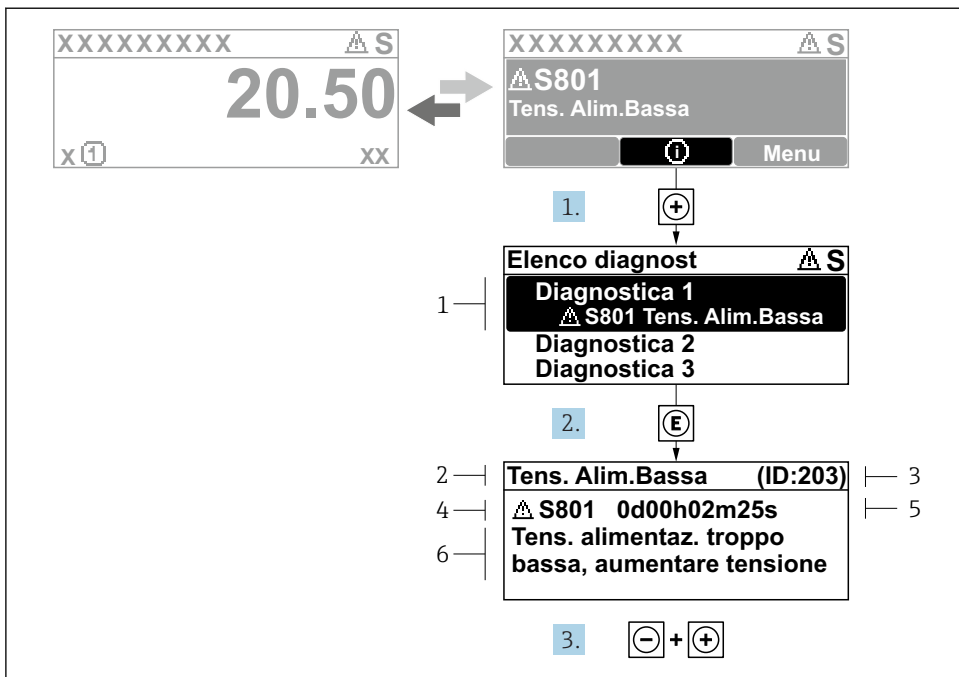 XXXXXXXXX ⚠ S
20.50
x 1 XX
XXXXXXXXX ⚠ S
⚠ S801
Tens. Alim.Bassa
i Menu
1. +
Elenco diagnost ⚠ S
1
Diagnostica 1
⚠ S801 Tens. Alim.Bassa
Diagnostica 2
Diagnostica 3
2. E
2 Tens. Alim.Bassa (ID:203) 3
4 ⚠ S801 0d00h02m25s 5
6
Tens. alimentaz. troppo
bassa, aumentare tensione
3. - + +